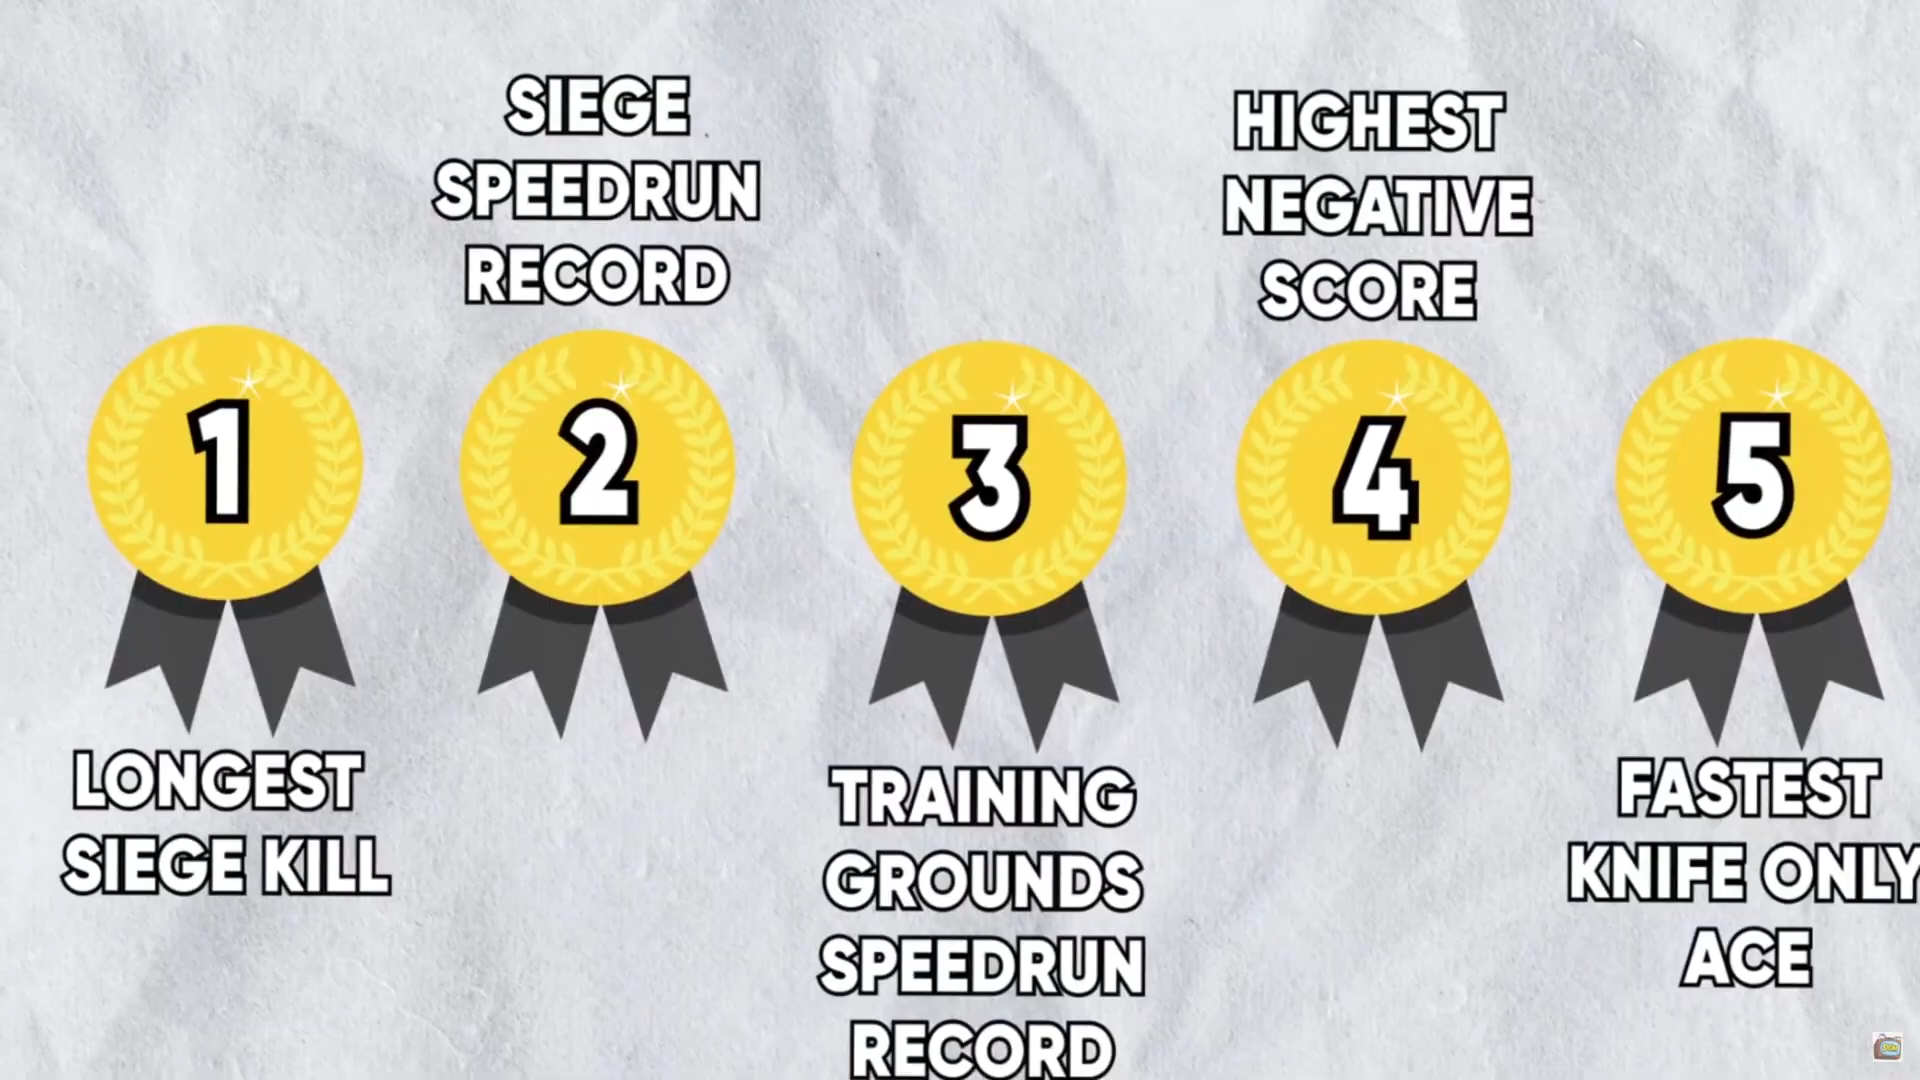 1
LONGEST
SIEGE KILL
SIEGE
SPEEDRUN
RECORD
2
3
TRAINING
GROUNDS
SPEEDRUN
RECORD
HIGHEST
NEGATIVE
SCORE
4
5
FASTEST
KNIFE ONLY
ACE